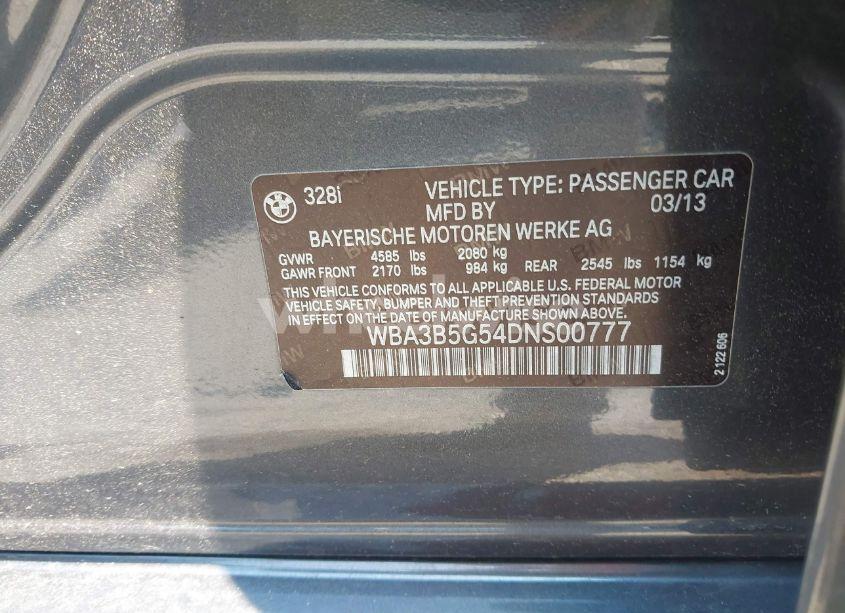 328i VEHICLE TYPE: PASSENGER CAR
MFD BY 03/13
BAYERISCHE MOTOREN WERKE AG
GVWR 4585 lbs 2080 kg
GAWR FRONT 2170 lbs 984 kg REAR 2545 lbs 1154 kg
THIS VEHICLE CONFORMS TO ALL APPLICABLE U.S. FEDERAL MOTOR
VEHICLE SAFETY, BUMPER AND THEFT PREVENTION STANDARDS
IN EFFECT ON THE DATE OF MANUFACTURE SHOWN ABOVE.
WBA3B5G54DNS00777
2 122 606